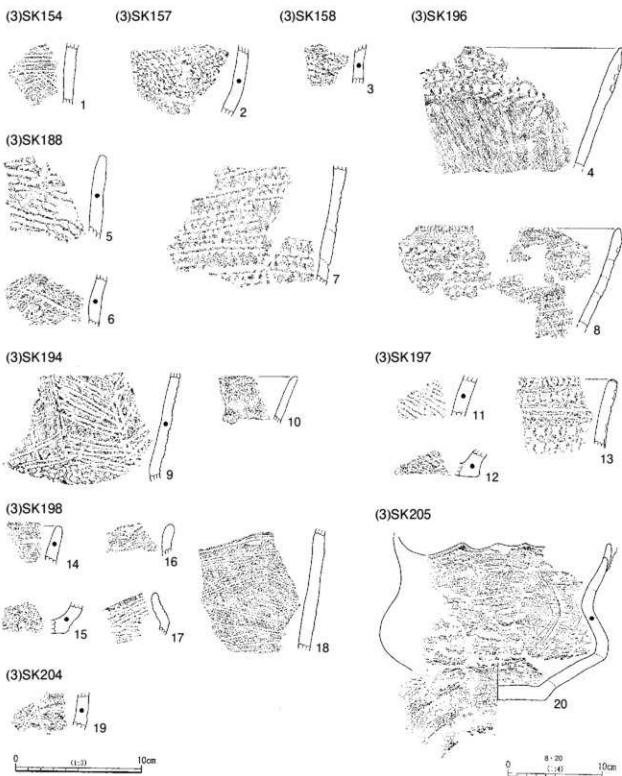 (3)SK154
(3)SK157
(3)SK158
(3)SK196
1
2
3
4
(3)SK188
5
6
7
8
(3)SK194
9
10
(3)SK197
11
12
13
(3)SK198
14
15
16
17
18
(3)SK205
20
(3)SK204
19
0 (1:3) 10cm
8・20
0 (1:4) 10cm